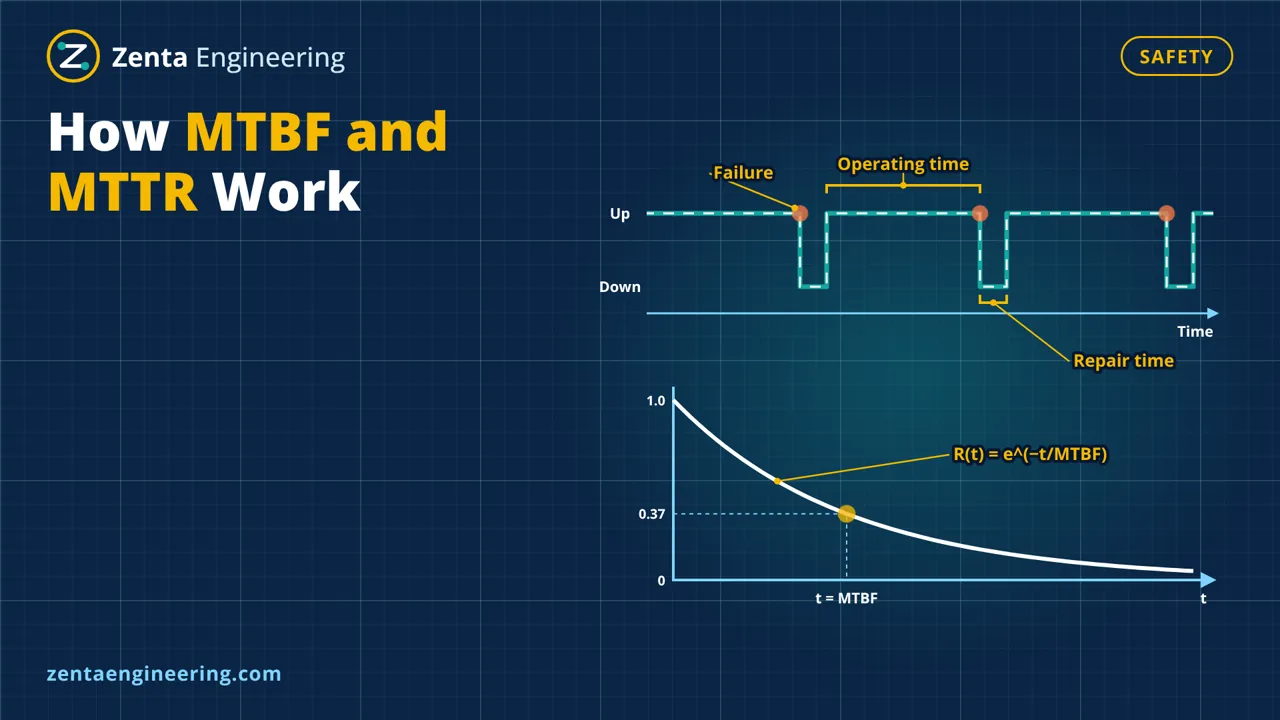 Zenta Engineering
SAFETY
How MTBF and
MTTR Work
Failure
Operating time
Up
Down
Time
Repair time
1.0
R(t) = e^(−t/MTBF)
0.37
0
t = MTBF
t
zentaengineering.com